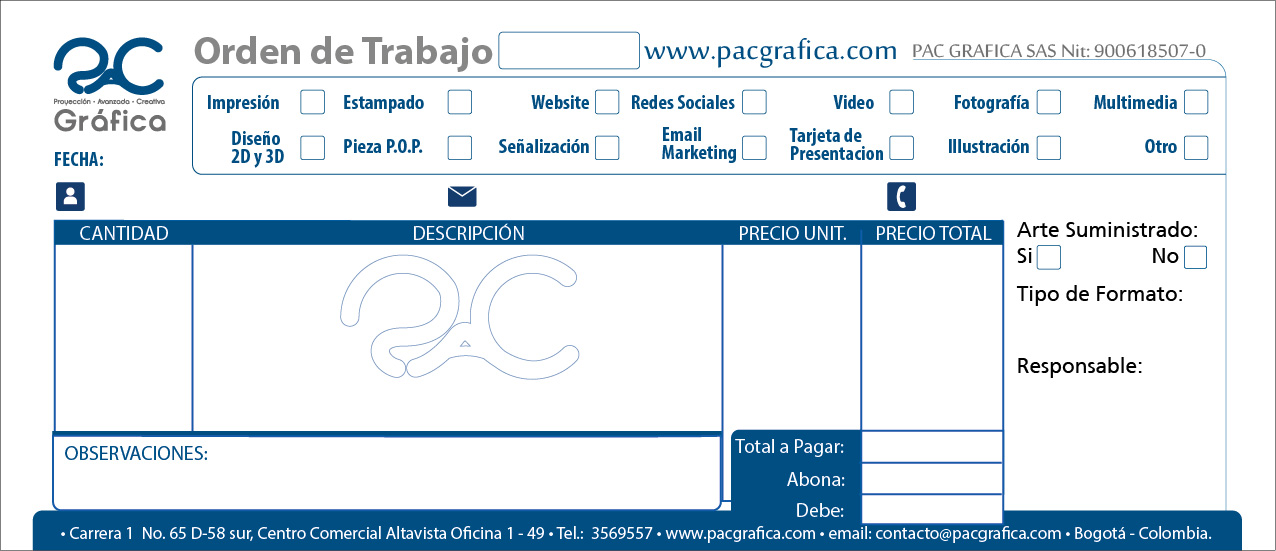 PAC
Proyección • Avanzada • Creativa
Gráfica
Orden de Trabajo
www.pacgrafica.com
PAC GRAFICA SAS Nit: 900618507-0
Impresión Estampado Website Redes Sociales Video Fotografía Multimedia
Diseño 2D y 3D Pieza P.O.P. Señalización Email Marketing Tarjeta de Presentacion Illustración Otro
FECHA:
CANTIDAD DESCRIPCIÓN PRECIO UNIT. PRECIO TOTAL
Arte Suministrado:
Si No
Tipo de Formato:
Responsable:
PAC
OBSERVACIONES:
Total a Pagar:
Abona:
Debe:
• Carrera 1 No. 65 D-58 sur, Centro Comercial Altavista Oficina 1 - 49 • Tel.: 3569557 • www.pacgrafica.com • email: contacto@pacgrafica.com • Bogotá - Colombia.